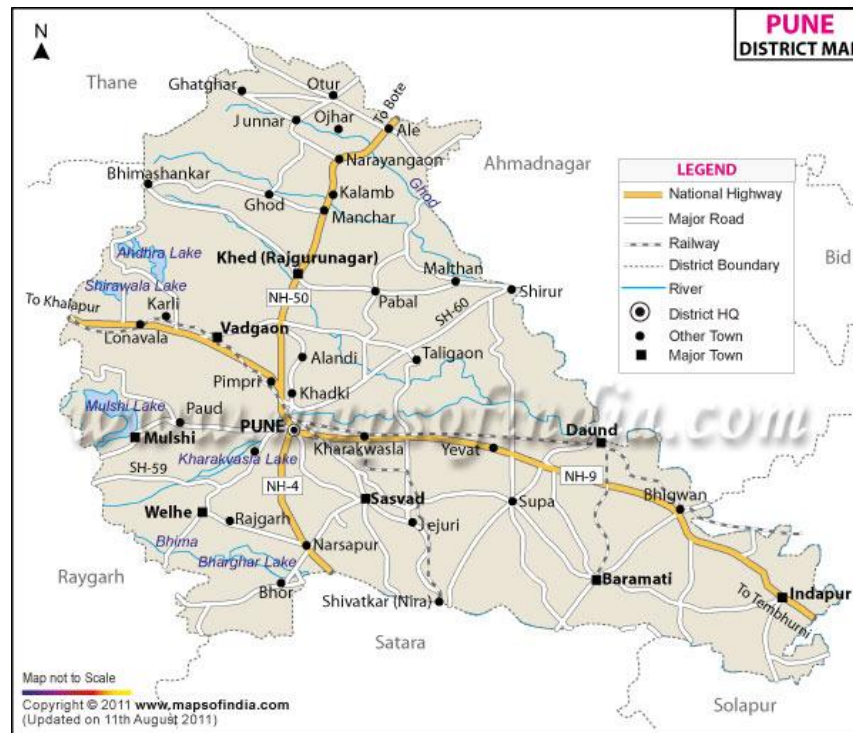 N
PUNE
DISTRICT MAP
Thane
Ghatghar
Otur
To Bote
Junnar
Ojhar
Ale
Narayangaon
Ahmadnagar
Bhimashankar
Ghod
Kalamb
Ghod
Manchar
LEGEND
National Highway
Major Road
Railway
District Boundary
River
District HQ
Other Town
Major Town
Bid
Andhra Lake
Khed (Rajgurunagar)
Malthan
Shirawala Lake
Shirur
To Khalapur
Karli
NH-50
Pabal
SH-60
Lonavala
Vadgaon
Alandi
Taligaon
Pimpri
Khadki
Mulshi Lake
Paud
www.mapsofindia.com
PUNE
Mulshi
Daund
Kharakvasla Lake
Kharakwasla
Yevat
SH-59
NH-4
NH-9
Welhe
Sasvad
Supa
Bhigwan
Rajgarh
Jejuri
Bhima
Narsapur
Bharghar Lake
Raygarh
Bhor
Shivatkar (Nira)
Baramati
Indapur
To Tembhurni
Satara
Solapur
Map not to Scale
Copyright © 2011 www.mapsofindia.com
(Updated on 11th August 2011)